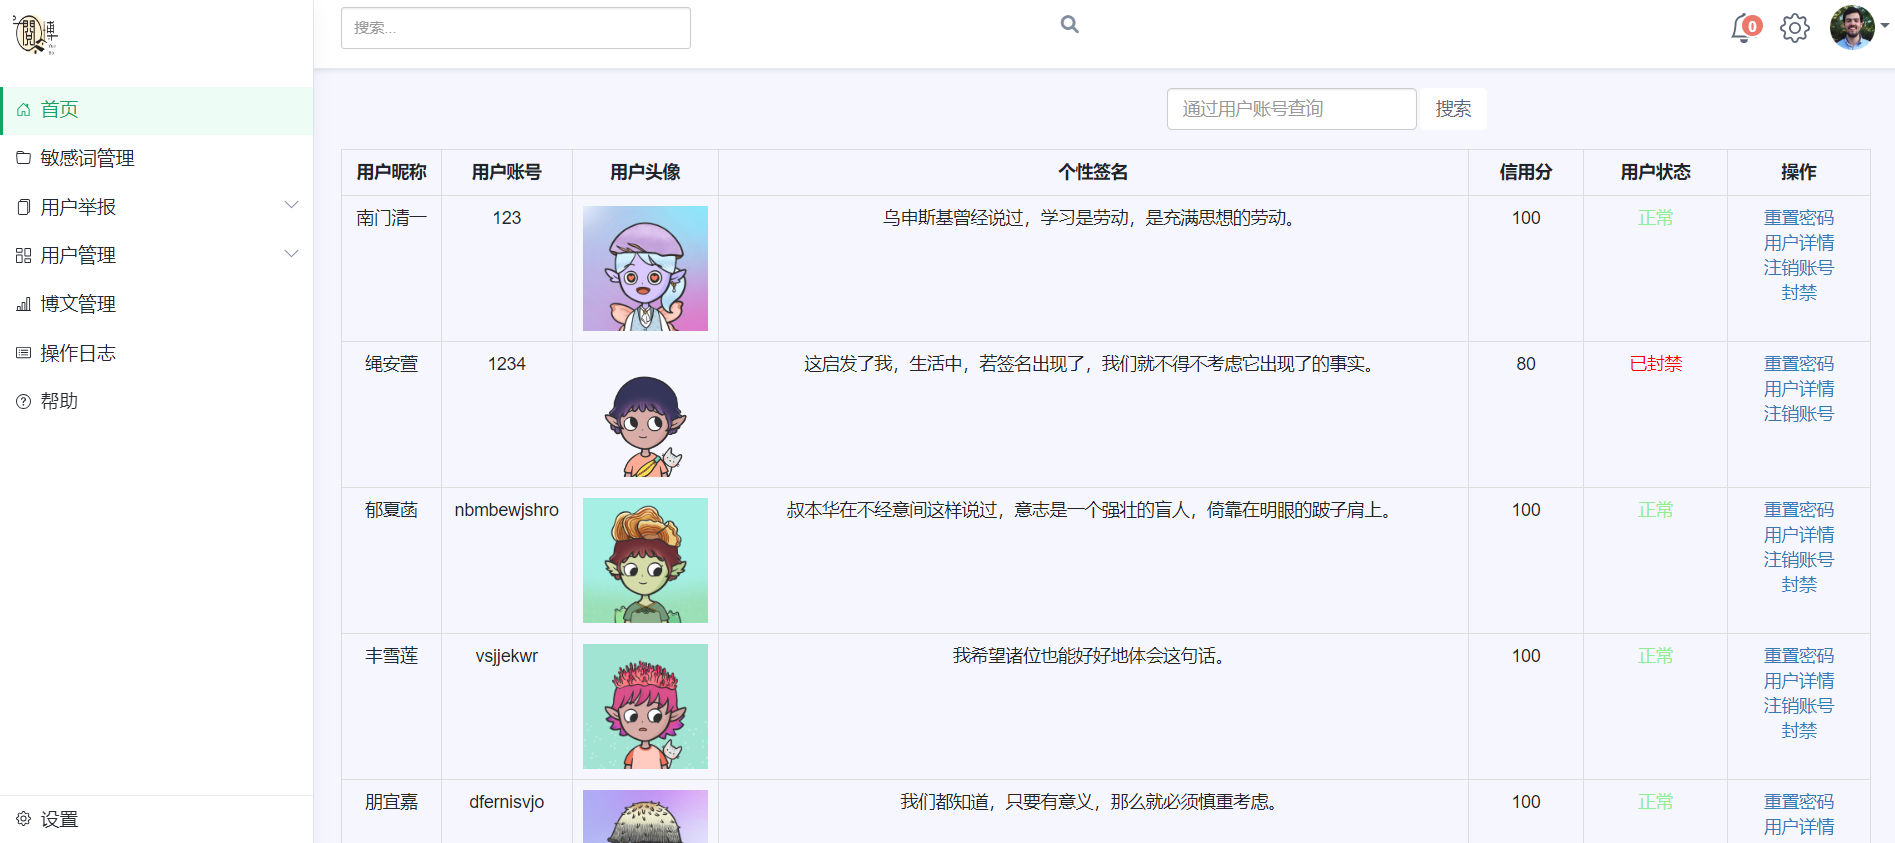 閱博
搜索...
0
首页
敏感词管理
用户举报
用户管理
博文管理
操作日志
帮助
设置
通过用户账号查询 搜索
用户昵称 用户账号 用户头像 个性签名 信用分 用户状态 操作
南门清一 123 乌申斯基曾经说过，学习是劳动，是充满思想的劳动。 100 正常 重置密码
用户详情
注销账号
封禁
绳安萱 1234 这启发了我，生活中，若签名出现了，我们就不得不考虑它出现了的事实。 80 已封禁 重置密码
用户详情
注销账号
郁夏菡 nbmbewjshro 叔本华在不经意间这样说过，意志是一个强壮的盲人，倚靠在明眼的跛子肩上。 100 正常 重置密码
用户详情
注销账号
封禁
丰雪莲 vsjjekwr 我希望诸位也能好好地体会这句话。 100 正常 重置密码
用户详情
注销账号
封禁
朋宜嘉 dfernisvjo 我们都知道，只要有意义，那么就必须慎重考虑。 100 正常 重置密码
用户详情